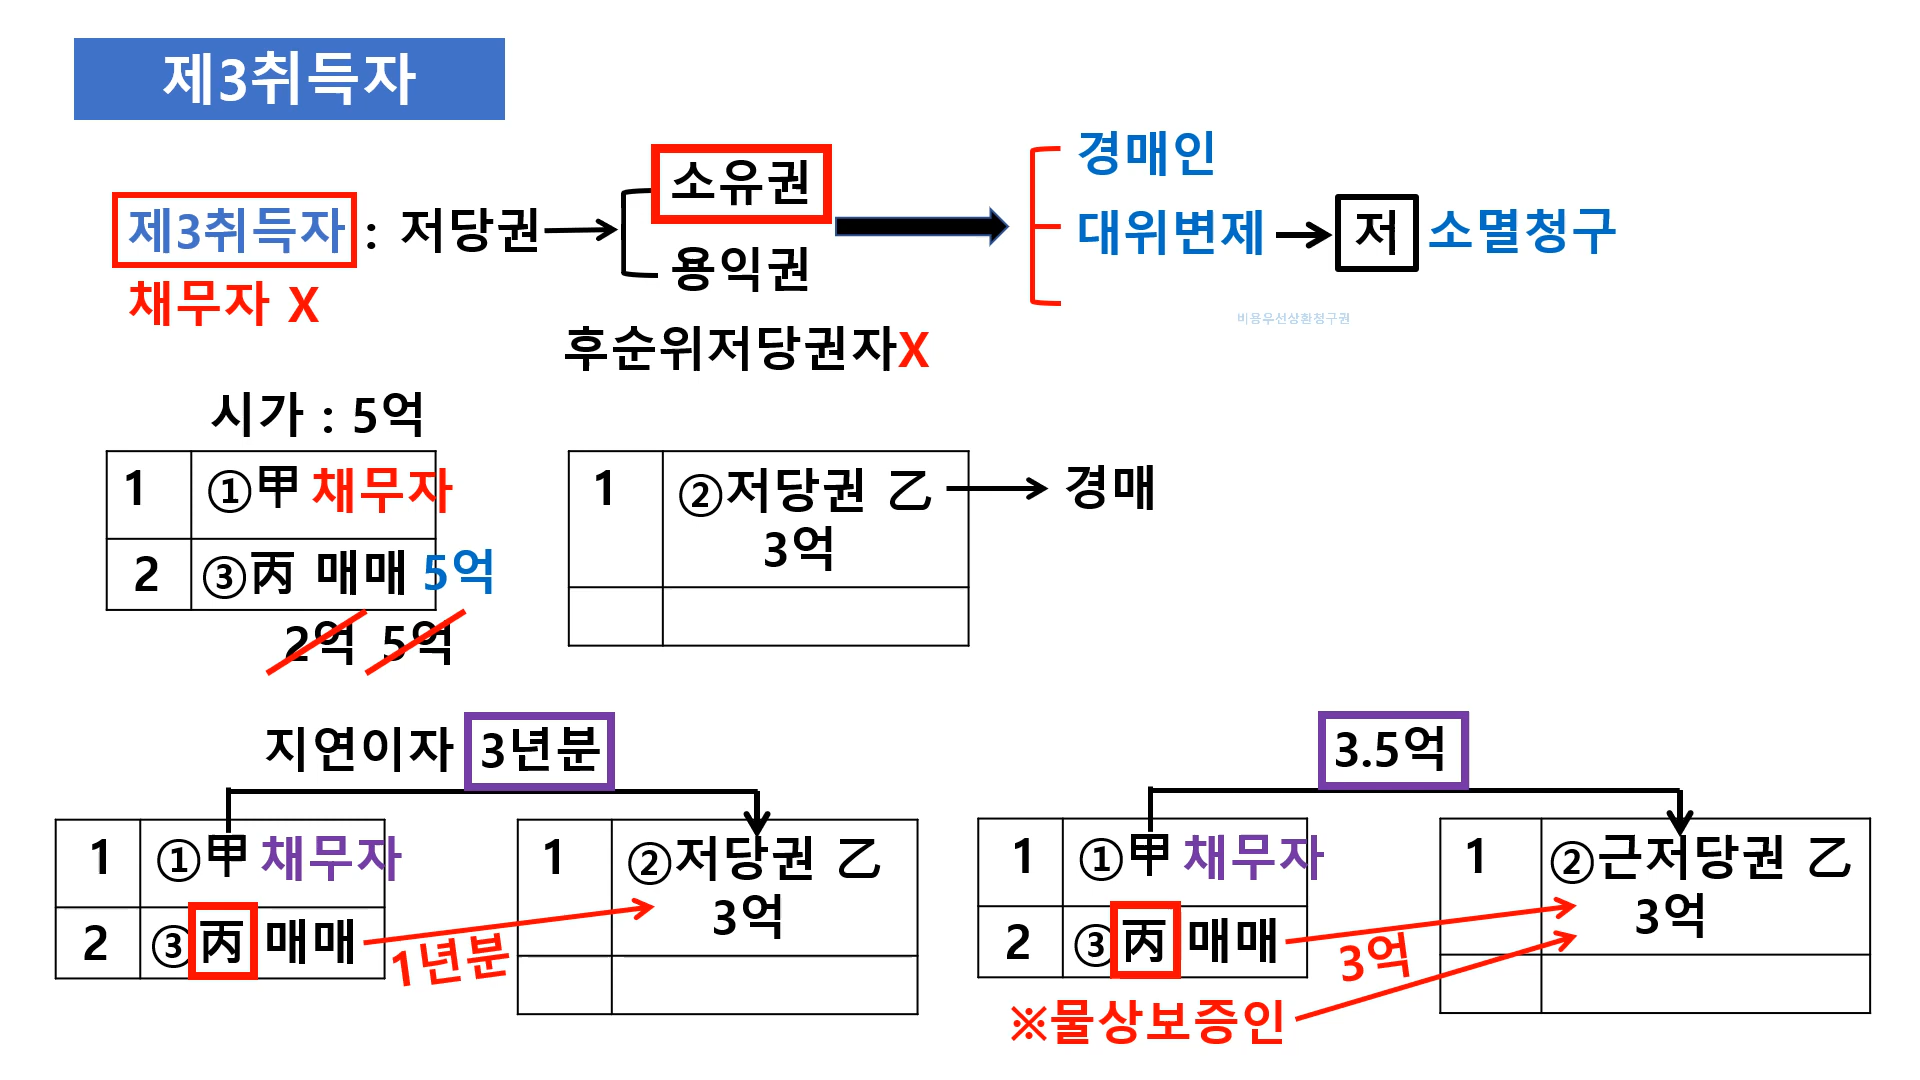 제3취득자
경매인
제3취득자 : 저당권
소유권
용익권
대위변제
저 소멸청구
채무자 X
비용우선상환청구권
후순위저당권자X
시가 : 5억
1 ①甲 채무자
2 ③丙 매매 5억
2억 5억
1 ②저당권 乙
3억
경매
지연이자 3년분
1 ①甲 채무자
2 ③丙 매매
1년분
1 ②저당권 乙
3억
3.5억
1 ①甲 채무자
2 ③丙 매매
3억
※물상보증인
1 ②근저당권 乙
3억